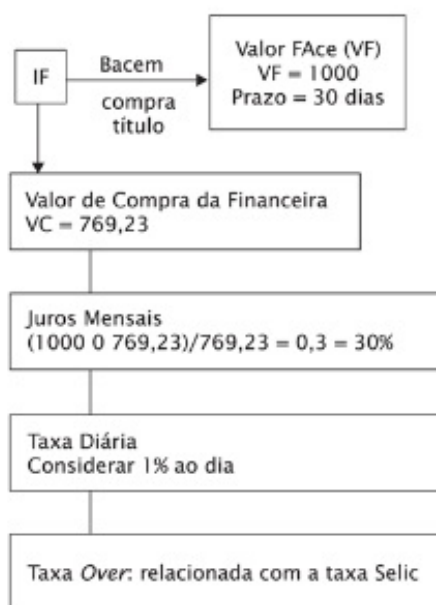 IF
Bacem
compra
título
Valor FAce (VF)
VF = 1000
Prazo = 30 dias
Valor de Compra da Financeira
VC = 769,23
Juros Mensais
(1000 0 769,23)/769,23 = 0,3 = 30%
Taxa Diária
Considerar 1% ao dia
Taxa Over: relacionada com a taxa Selic